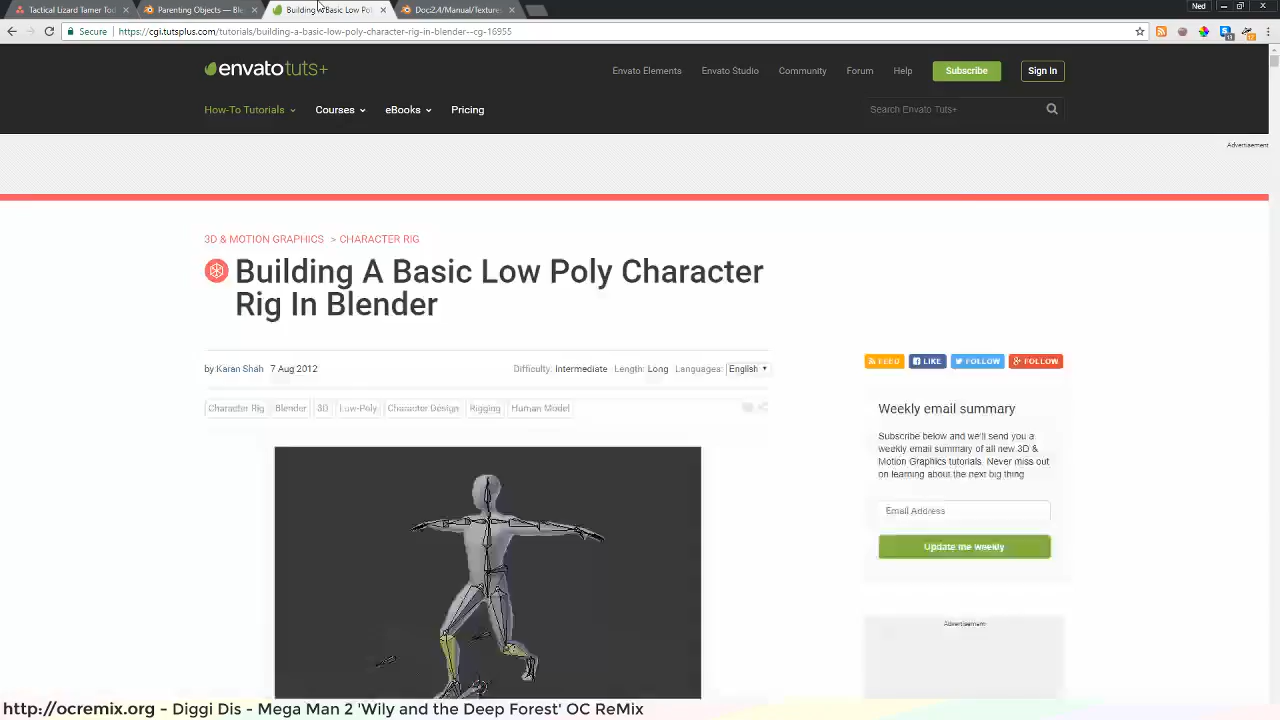 Tactical Lizard Tamer Tod
Parenting Objects — Ble
Building A Basic Low Pol
Doc:2.4/Manual/Textures
Ned
Secure
https://cgi.tutsplus.com/tutorials/building-a-basic-low-poly-character-rig-in-blender--cg-16955
envatotuts+
Envato Elements
Envato Studio
Community
Forum
Help
Subscribe
Sign In
How-To Tutorials
Courses
eBooks
Pricing
Search Envato Tuts+
Advertisement
3D & MOTION GRAPHICS > CHARACTER RIG
Building A Basic Low Poly Character
Rig In Blender
by Karan Shah 7 Aug 2012
Difficulty: Intermediate Length: Long Languages: English
Character Rig
Blender
3D
Low-Poly
Character Design
Rigging
Human Model
FEED
LIKE
FOLLOW
FOLLOW
Weekly email summary
Subscribe below and we'll send you a
weekly email summary of all new 3D &
Motion Graphics tutorials. Never miss out
on learning about the next big thing
Email Address
Update me weekly
Advertisement
http://ocremix.org - Diggi Dis - Mega Man 2 'Wily and the Deep Forest' OC ReMix